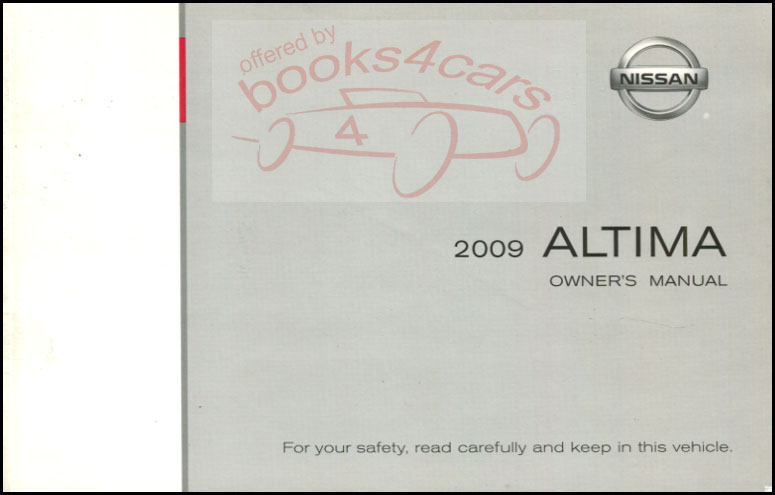 offered by
books4cars
4
NISSAN
2009 ALTIMA
OWNER'S MANUAL
For your safety, read carefully and keep in this vehicle.